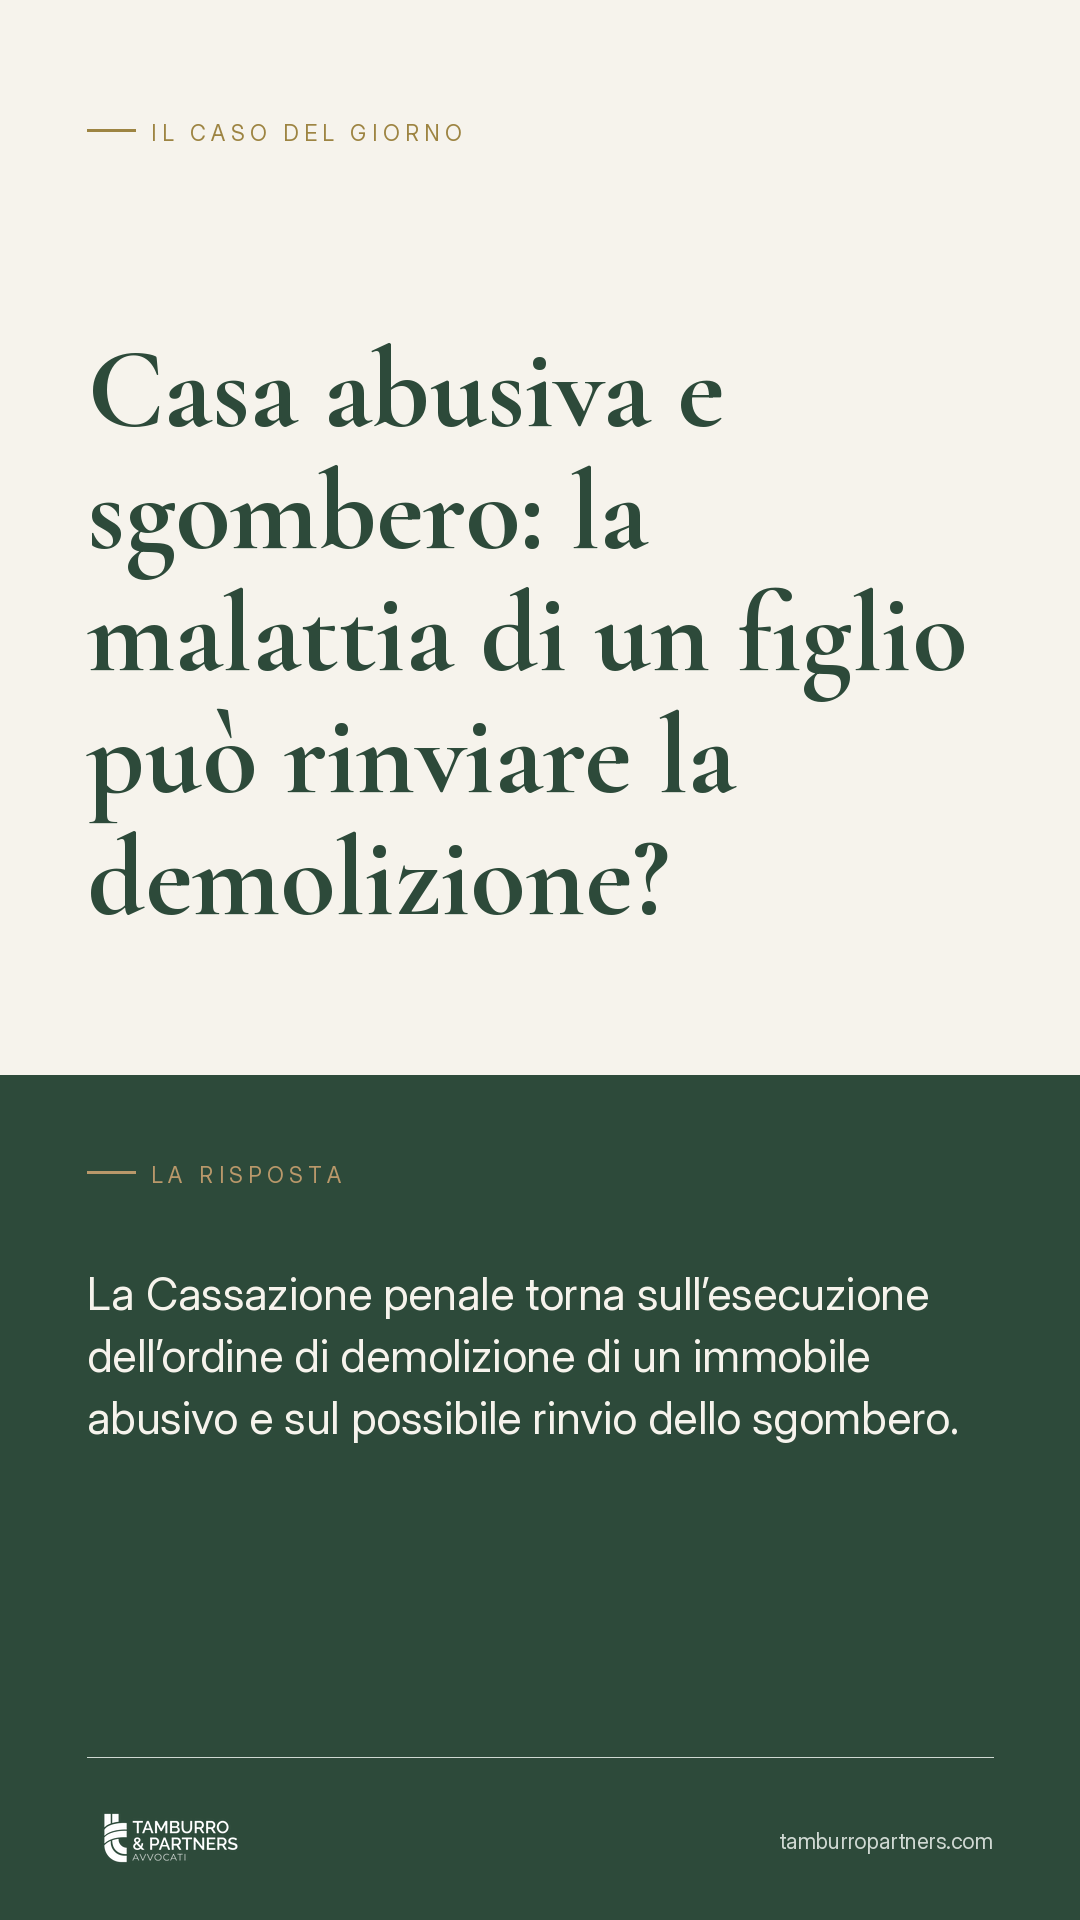 IL CASO DEL GIORNO
Casa abusiva e
sgombero: la
malattia di un figlio
può rinviare la
demolizione?
LA RISPOSTA
La Cassazione penale torna sull’esecuzione
dell’ordine di demolizione di un immobile
abusivo e sul possibile rinvio dello sgombero.
TAMBURRO
& PARTNERS
AVVOCATI
tamburropartners.com